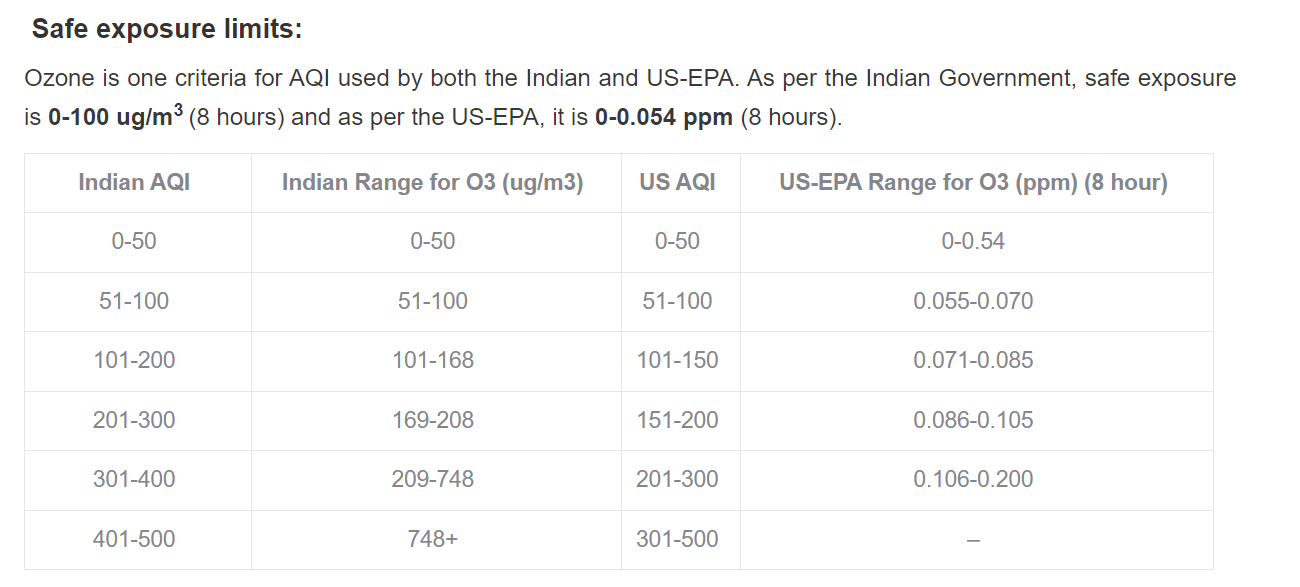 Safe exposure limits:
Ozone is one criteria for AQI used by both the Indian and US-EPA. As per the Indian Government, safe exposure
is 0-100 ug/m³ (8 hours) and as per the US-EPA, it is 0-0.054 ppm (8 hours).
Indian AQI Indian Range for O3 (ug/m3) US AQI US-EPA Range for O3 (ppm) (8 hour)
0-50 0-50 0-50 0-0.54
51-100 51-100 51-100 0.055-0.070
101-200 101-168 101-150 0.071-0.085
201-300 169-208 151-200 0.086-0.105
301-400 209-748 201-300 0.106-0.200
401-500 748+ 301-500 –